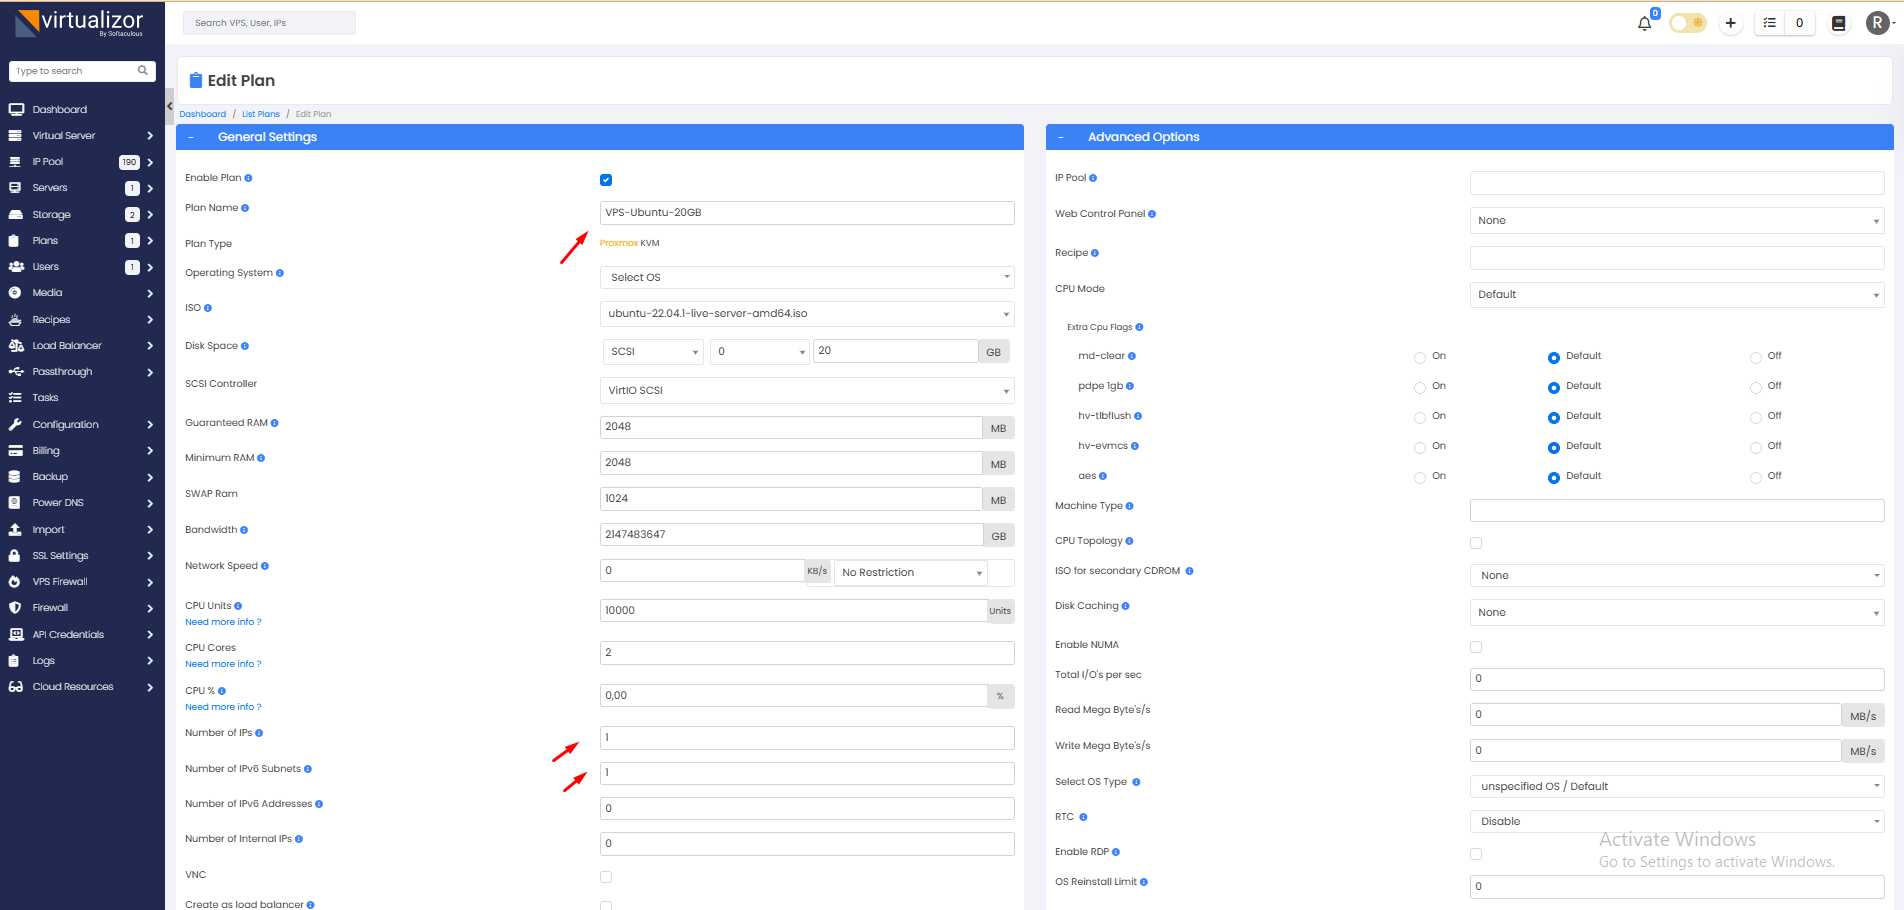 virtualizor
By Softaculous
Search VPS, User, IPs
0
0
R
Type to search
Dashboard
Virtual Server
IP Pool 190
Servers 1
Storage 2
Plans 1
Users 1
Media
Recipes
Load Balancer
Passthrough
Tasks
Configuration
Billing
Backup
Power DNS
Import
SSL Settings
VPS Firewall
Firewall
API Credentials
Logs
Cloud Resources
Edit Plan
Dashboard / List Plans / Edit Plan
- General Settings
Enable Plan
Plan Name VPS-Ubuntu-20GB
Plan Type Proxmox KVM
Operating System Select OS
ISO ubuntu-22.04.1-live-server-amd64.iso
Disk Space SCSI 0 20 GB
SCSI Controller VirtIO SCSI
Guaranteed RAM 2048 MB
Minimum RAM 2048 MB
SWAP Ram 1024 MB
Bandwidth 2147483647 GB
Network Speed 0 KB/s No Restriction
CPU Units 10000 Units
Need more info ?
CPU Cores 2
Need more info ?
CPU % 0,00 %
Need more info ?
Number of IPs 1
Number of IPv6 Subnets 1
Number of IPv6 Addresses 0
Number of Internal IPs 0
VNC
Create as load balancer
- Advanced Options
IP Pool
Web Control Panel None
Recipe
CPU Mode Default
Extra Cpu Flags
md-clear On Default Off
pdpe 1gb On Default Off
hv-tlbflush On Default Off
hv-evmcs On Default Off
aes On Default Off
Machine Type
CPU Topology
ISO for secondary CDROM None
Disk Caching None
Enable NUMA
Total I/O's per sec 0
Read Mega Byte's/s 0 MB/s
Write Mega Byte's/s 0 MB/s
Select OS Type unspecified OS / Default
RTC Disable
Enable RDP
OS Reinstall Limit 0
Activate Windows
Go to Settings to activate Windows.